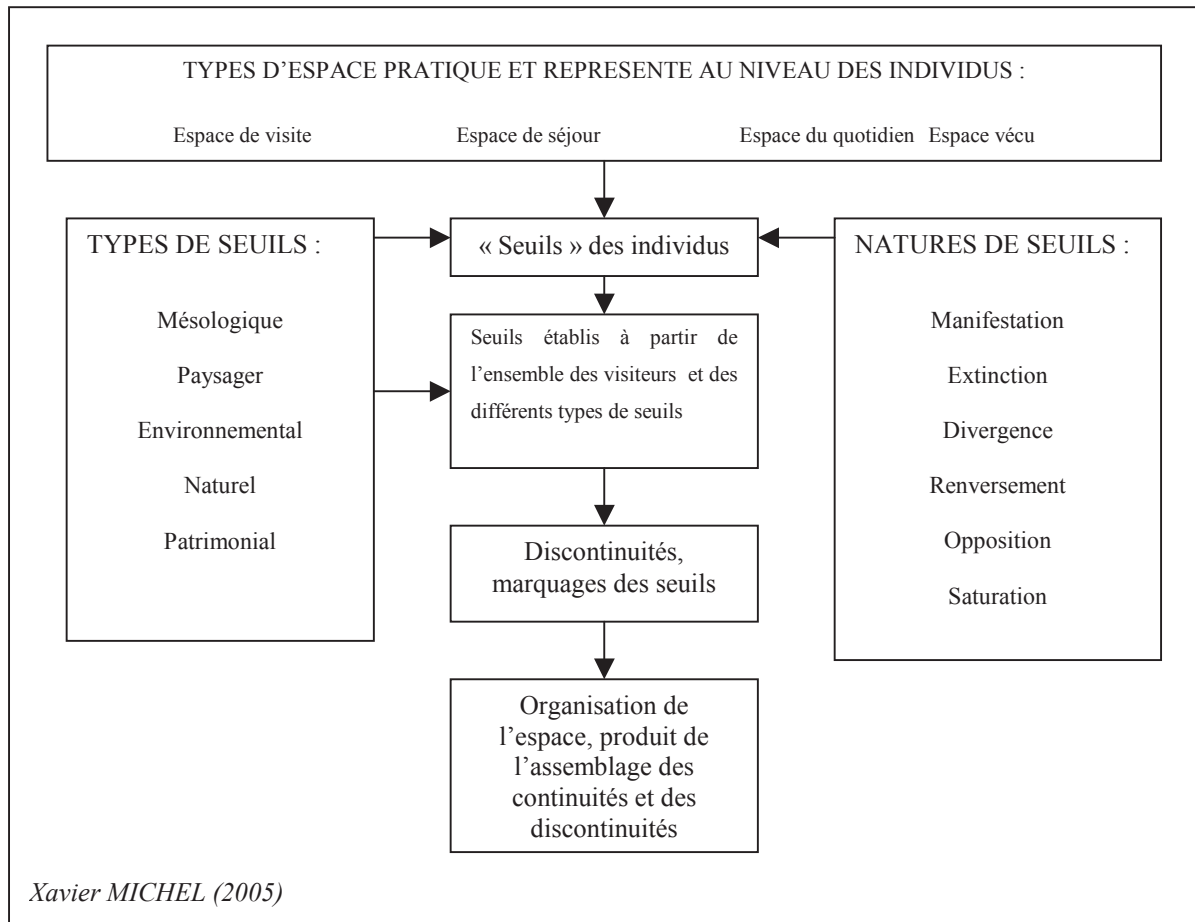 TYPES D'ESPACE PRATIQUE ET REPRESENTE AU NIVEAU DES INDIVIDUS :
Espace de visite Espace de séjour Espace du quotidien Espace vécu
TYPES DE SEUILS :
Mésologique
Paysager
Environnemental
Naturel
Patrimonial
« Seuils » des individus
Seuils établis à partir de
l'ensemble des visiteurs et des
différents types de seuils
Discontinuités,
marquages des seuils
Organisation de
l'espace, produit de
l'assemblage des
continuités et des
discontinuités
NATURES DE SEUILS :
Manifestation
Extinction
Divergence
Renversement
Opposition
Saturation
Xavier MICHEL (2005)